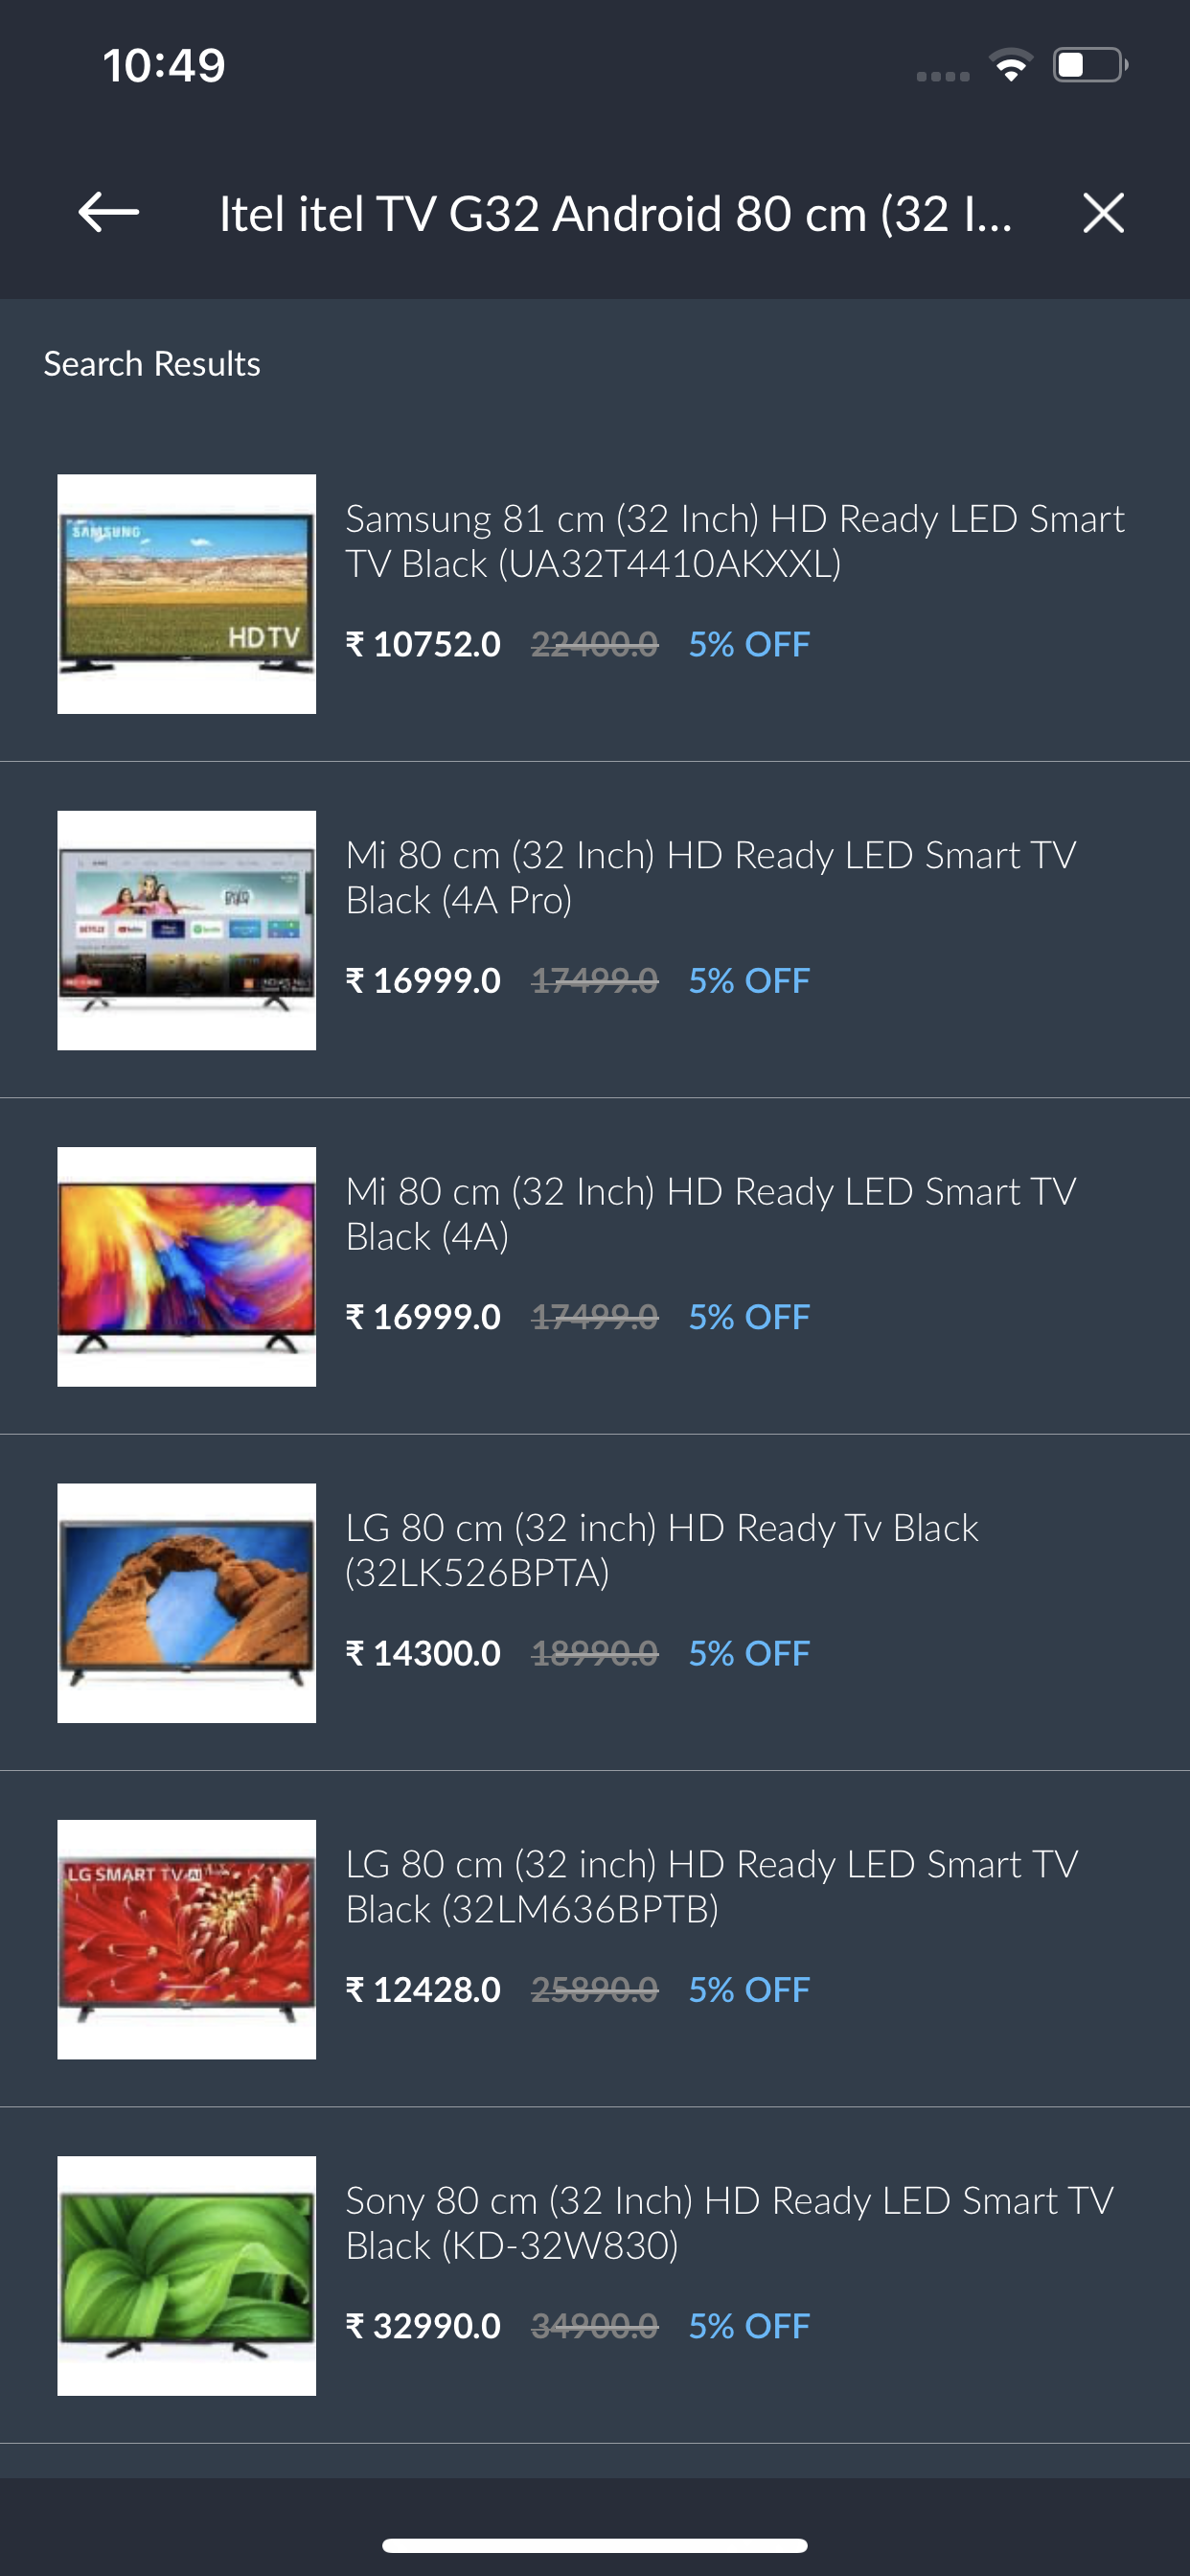 10:49
Itel itel TV G32 Android 80 cm (32 I...
Search Results
SAMSUNG
HDTV
Samsung 81 cm (32 Inch) HD Ready LED Smart
TV Black (UA32T4410AKXXL)
₹ 10752.0 22400.0 5% OFF
Mi 80 cm (32 Inch) HD Ready LED Smart TV
Black (4A Pro)
₹ 16999.0 17499.0 5% OFF
Mi 80 cm (32 Inch) HD Ready LED Smart TV
Black (4A)
₹ 16999.0 17499.0 5% OFF
LG 80 cm (32 inch) HD Ready Tv Black
(32LK526BPTA)
₹ 14300.0 18990.0 5% OFF
LG SMART TV AI
LG 80 cm (32 inch) HD Ready LED Smart TV
Black (32LM636BPTB)
₹ 12428.0 25890.0 5% OFF
Sony 80 cm (32 Inch) HD Ready LED Smart TV
Black (KD-32W830)
₹ 32990.0 34900.0 5% OFF